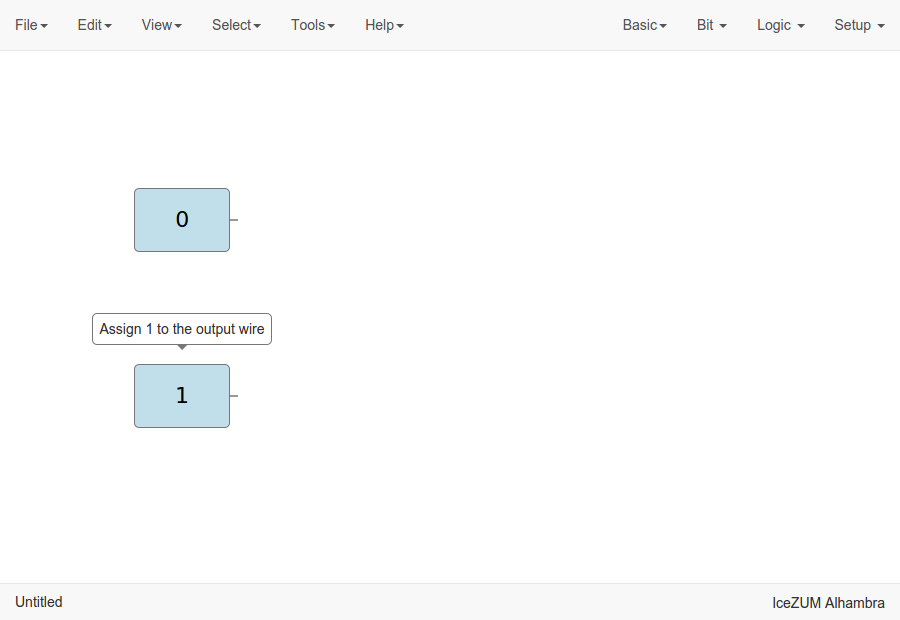 File Edit View Select Tools Help Basic Bit Logic Setup
0
Assign 1 to the output wire
1
Untitled IceZUM Alhambra